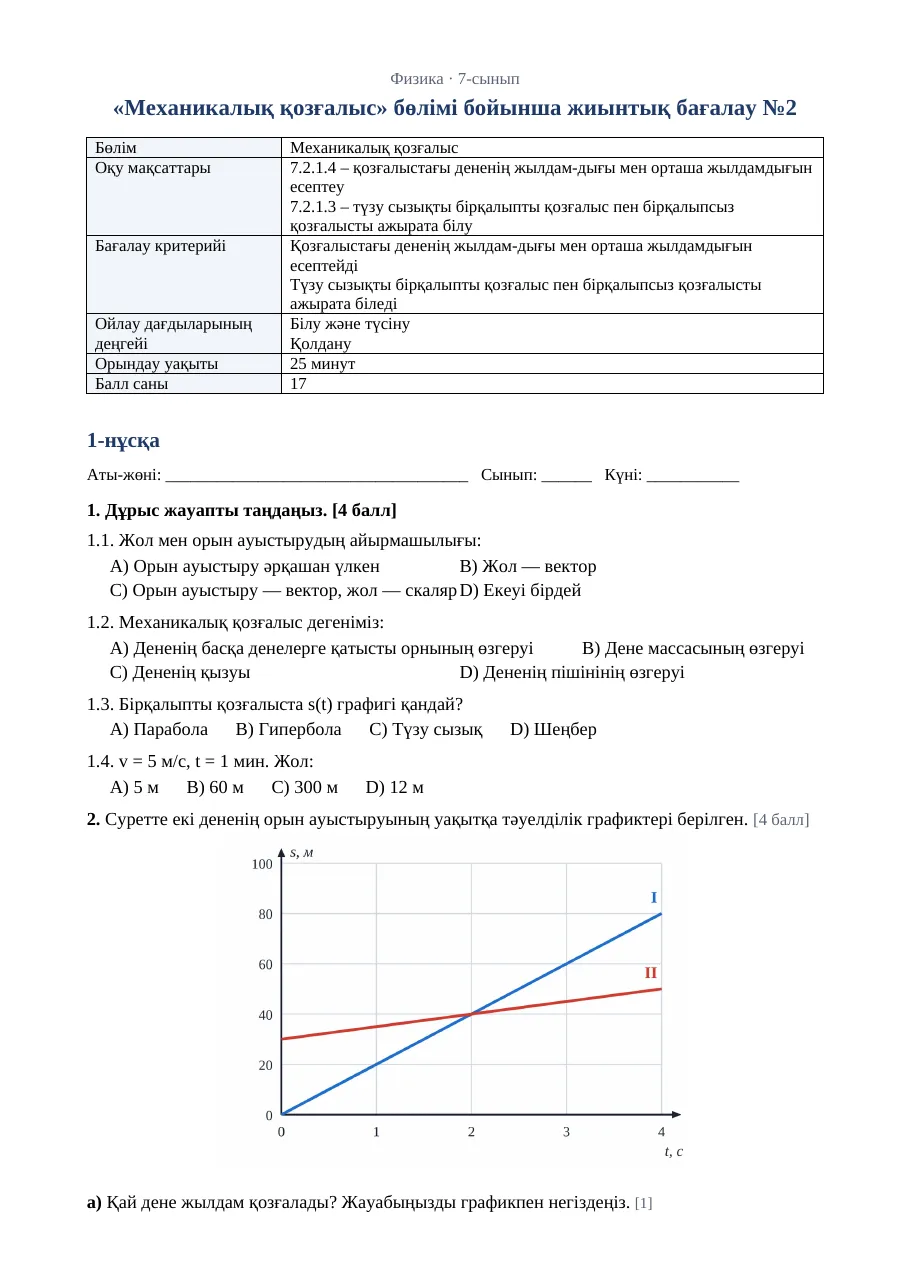 Физика · 7-сынып
«Механикалық қозғалыс» бөлімі бойынша жиынтық бағалау №2
Бөлім
Механикалық қозғалыс
Оқу мақсаттары
7.2.1.4 – қозғалыстағы дененің жылдам-дығы мен орташа жылдамдығын
есептеу
7.2.1.3 – түзу сызықты бірқалыпты қозғалыс пен бірқалыпсыз
қозғалысты ажырата білу
Бағалау критерийі
Қозғалыстағы дененің жылдам-дығы мен орташа жылдамдығын
есептейді
Түзу сызықты бірқалыпты қозғалыс пен бірқалыпсыз қозғалысты
ажырата біледі
Ойлау дағдыларының
деңгейі
Білу және түсіну
Қолдану
Орындау уақыты
25 минут
Балл саны
17
1-нұсқа
Аты-жөні: ____________________________________ Сынып: ______ Күні: ___________
1. Дұрыс жауапты таңдаңыз. [4 балл]
1.1. Жол мен орын ауыстырудың айырмашылығы:
A) Орын ауыстыру әрқашан үлкен B) Жол — вектор
C) Орын ауыстыру — вектор, жол — скаляр D) Екеуі бірдей
1.2. Механикалық қозғалыс дегеніміз:
A) Дененің басқа денелерге қатысты орнының өзгеруі B) Дене массасының өзгеруі
C) Дененің қызуы D) Дененің пішінінің өзгеруі
1.3. Бірқалыпты қозғалыста s(t) графигі қандай?
A) Парабола B) Гипербола C) Түзу сызық D) Шеңбер
1.4. v = 5 м/с, t = 1 мин. Жол:
A) 5 м B) 60 м C) 300 м D) 12 м
2. Суретте екі дененің орын ауыстыруының уақытқа тәуелділік графиктері берілген. [4 балл]
s, м
100
I
80
II
60
40
20
0
0 1 2 3 4
t, с
а) Қай дене жылдам қозғалады? Жауабыңызды графикпен негіздеңіз. [1]